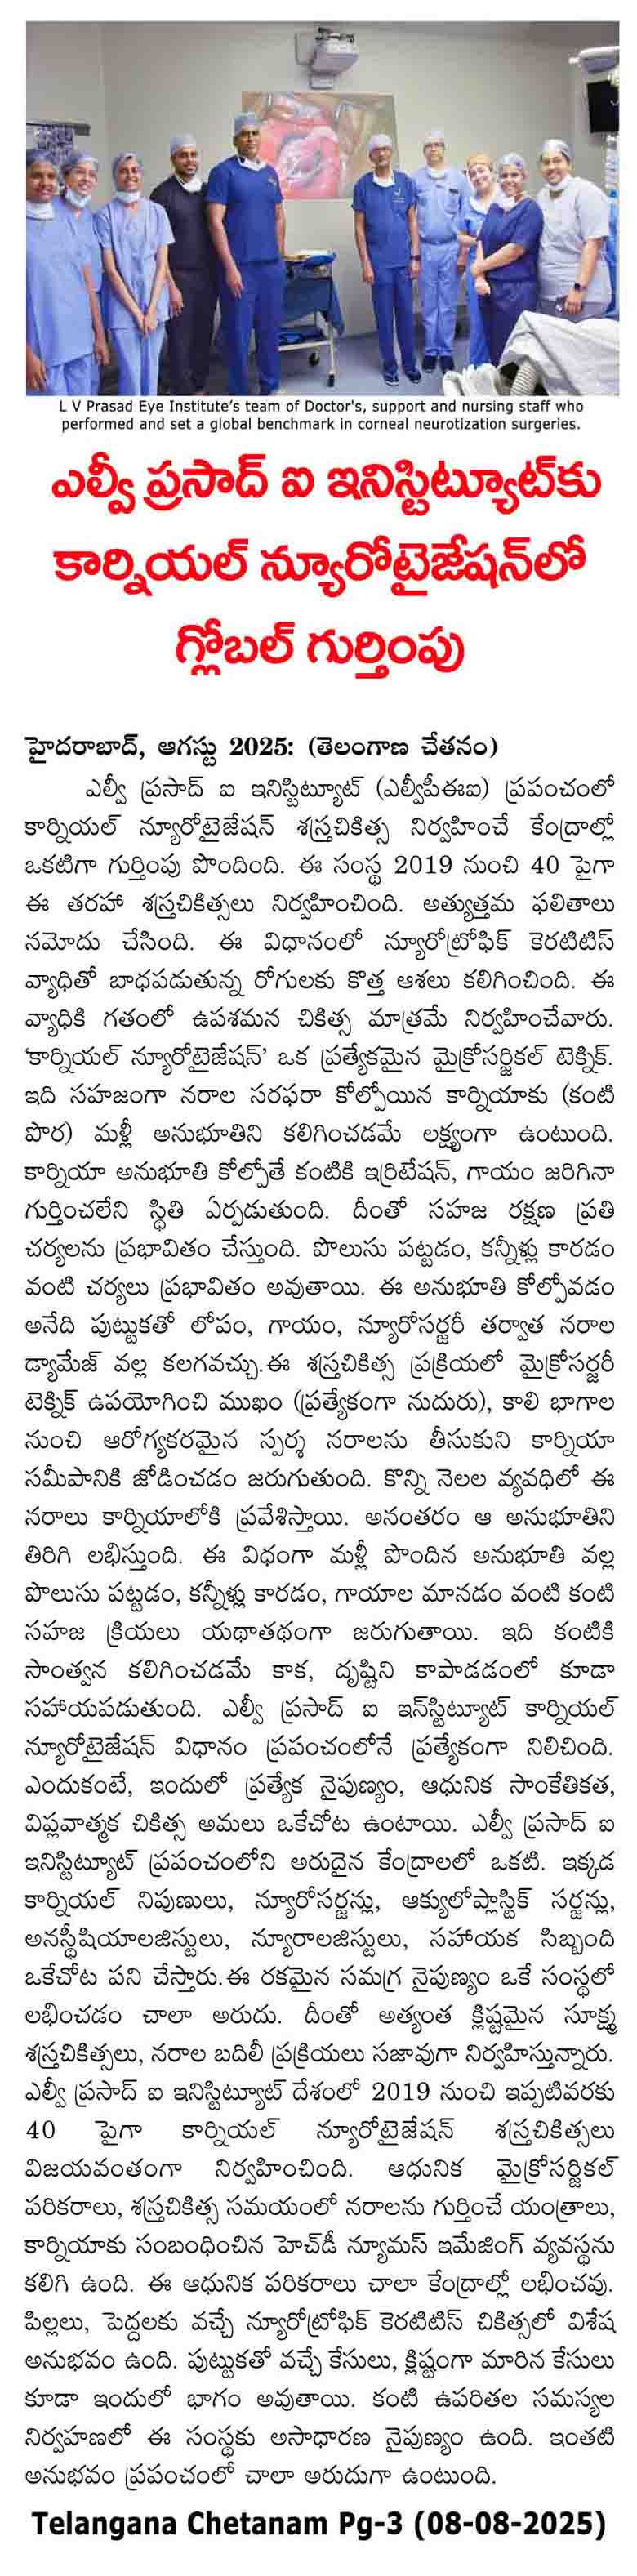 L V Prasad Eye Institute's team of Doctor's, support and nursing staff who
performed and set a global benchmark in corneal neurotization surgeries.
ఎల్వీ ప్రసాద్ ఐ ఇనిస్టిట్యూట్‌కు
కార్నియల్ న్యూరోటైజేషన్‌లో
గ్లోబల్ గుర్తింపు
హైదరాబాద్, ఆగస్టు 2025: (తెలంగాణ చేతనం)
ఎల్వీ ప్రసాద్ ఐ ఇనిస్టిట్యూట్ (ఎల్వీపీఈఐ) ప్రపంచంలో
కార్నియల్ న్యూరోటైజేషన్ శస్త్రచికిత్స నిర్వహించే కేంద్రాల్లో
ఒకటిగా గుర్తింపు పొందింది. ఈ సంస్థ 2019 నుంచి 40 పైగా
ఈ తరహా శస్త్రచికిత్సలు నిర్వహించింది. అత్యుత్తమ ఫలితాలు
నమోదు చేసింది. ఈ విధానంలో న్యూరోట్రోఫిక్ కెరటిటిస్
వ్యాధితో బాధపడుతున్న రోగులకు కొత్త ఆశలు కలిగించింది. ఈ
వ్యాధికి గతంలో ఉపశమన చికిత్స మాత్రమే నిర్వహించేవారు.
‘కార్నియల్ న్యూరోటైజేషన్’ ఒక ప్రత్యేకమైన మైక్రోసర్జికల్ టెక్నిక్.
ఇది సహజంగా నరాల సరఫరా కోల్పోయిన కార్నియాకు (కంటి
పొర) మళ్లీ అనుభూతిని కలిగించడమే లక్ష్యంగా ఉంటుంది.
కార్నియా అనుభూతి కోల్పోతే కంటికి ఇర్రిటేషన్, గాయం జరిగినా
గుర్తించలేని స్థితి ఏర్పడుతుంది. దీంతో సహజ రక్షణ ప్రతి
చర్యలను ప్రభావితం చేస్తుంది. పొలుసు పట్టడం, కన్నీళ్లు కారడం
వంటి చర్యలు ప్రభావితం అవుతాయి. ఈ అనుభూతి కోల్పోవడం
అనేది పుట్టుకతో లోపం, గాయం, న్యూరోసర్జరీ తర్వాత నరాల
డ్యామేజ్ వల్ల కలగవచ్చు.ఈ శస్త్రచికిత్స ప్రక్రియలో మైక్రోసర్జరీ
టెక్నిక్ ఉపయోగించి ముఖం (ప్రత్యేకంగా నుదురు), కాలి భాగాల
నుంచి ఆరోగ్యకరమైన స్పర్శ నరాలను తీసుకుని కార్నియా
సమీపానికి జోడించడం జరుగుతుంది. కొన్ని నెలల వ్యవధిలో ఈ
నరాలు కార్నియాలోకి ప్రవేశిస్తాయి. అనంతరం ఆ అనుభూతిని
తిరిగి లభిస్తుంది. ఈ విధంగా మళ్లీ పొందిన అనుభూతి వల్ల
పొలుసు పట్టడం, కన్నీళ్లు కారడం, గాయాల మానడం వంటి కంటి
సహజ క్రియలు యథాతథంగా జరుగుతాయి. ఇది కంటికి
సాంత్వన కలిగించడమే కాక, దృష్టిని కాపాడడంలో కూడా
సహాయపడుతుంది. ఎల్వీ ప్రసాద్ ఐ ఇన్‌స్టిట్యూట్ కార్నియల్
న్యూరోటైజేషన్ విధానం ప్రపంచంలోనే ప్రత్యేకంగా నిలిచింది.
ఎందుకంటే, ఇందులో ప్రత్యేక నైపుణ్యం, ఆధునిక సాంకేతికత,
విప్లవాత్మక చికిత్స అమలు ఒకేచోట ఉంటాయి. ఎల్వీ ప్రసాద్ ఐ
ఇనిస్టిట్యూట్ ప్రపంచంలోని అరుదైన కేంద్రాలలో ఒకటి. ఇక్కడ
కార్నియల్ నిపుణులు, న్యూరోసర్జన్లు, ఆక్యులోప్లాస్టిక్ సర్జన్లు,
అనస్థీషియాలజిస్టులు, న్యూరాలజిస్టులు, సహాయక సిబ్బంది
ఒకేచోట పని చేస్తారు.ఈ రకమైన సమగ్ర నైపుణ్యం ఒకే సంస్థలో
లభించడం చాలా అరుదు. దీంతో అత్యంత క్లిష్టమైన సూక్ష్మ
శస్త్రచికిత్సలు, నరాల బదిలీ ప్రక్రియలు సజావుగా నిర్వహిస్తున్నారు.
ఎల్వీ ప్రసాద్ ఐ ఇనిస్టిట్యూట్ దేశంలో 2019 నుంచి ఇప్పటివరకు
40 పైగా కార్నియల్ న్యూరోటైజేషన్ శస్త్రచికిత్సలు
విజయవంతంగా నిర్వహించింది. ఆధునిక మైక్రోసర్జికల్
పరికరాలు, శస్త్రచికిత్స సమయంలో నరాలను గుర్తించే యంత్రాలు,
కార్నియాకు సంబంధించిన హెచ్‌డీ న్యూమస్ ఇమేజింగ్ వ్యవస్థను
కలిగి ఉంది. ఈ ఆధునిక పరికరాలు చాలా కేంద్రాల్లో లభించవు.
పిల్లలు, పెద్దలకు వచ్చే న్యూరోట్రోఫిక్ కెరటిటిస్ చికిత్సలో విశేష
అనుభవం ఉంది. పుట్టుకతో వచ్చే కేసులు, క్లిష్టంగా మారిన కేసులు
కూడా ఇందులో భాగం అవుతాయి. కంటి ఉపరితల సమస్యల
నిర్వహణలో ఈ సంస్థకు అసాధారణ నైపుణ్యం ఉంది. ఇంతటి
అనుభవం ప్రపంచంలో చాలా అరుదుగా ఉంటుంది.
Telangana Chetanam Pg-3 (08-08-2025)